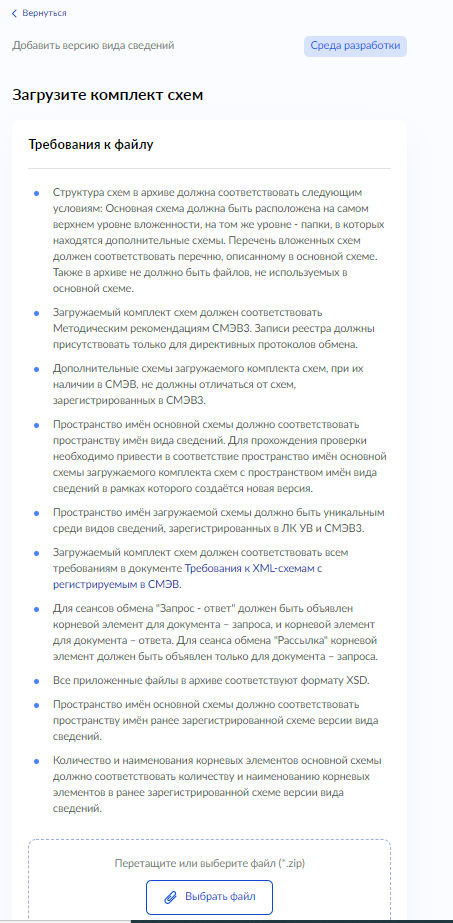 Вернуться
Добавить версию вида сведений
Среда разработки
Загрузите комплект схем
Требования к файлу
Структура схем в архиве должна соответствовать следующим
условиям: Основная схема должна быть расположена на самом
верхнем уровне вложенности, на том же уровне - папки, в которых
находятся дополнительные схемы. Перечень вложенных схем
должен соответствовать перечню, описанному в основной схеме.
Также в архиве не должно быть файлов, не используемых в
основной схеме.
Загружаемый комплект схем должен соответствовать
Методическим рекомендациям СМЭВ3. Записи реестра должны
присутствовать только для директивных протоколов обмена.
Дополнительные схемы загружаемого комплекта схем, при их
наличии в СМЭВ, не должны отличаться от схем,
зарегистрированных в СМЭВ3.
Пространство имён основной схемы должно соответствовать
пространству имён вида сведений. Для прохождения проверки
необходимо привести в соответствие пространство имён основной
схемы загружаемого комплекта схем с пространством имён вида
сведений в рамках которого создаётся новая версия.
Пространство имён загружаемой схемы должно быть уникальным
среди видов сведений, зарегистрированных в ЛК УВ и СМЭВ3.
Загружаемый комплект схем должен соответствовать всем
требованиям в документе Требования к XML-схемам с
регистрируемым в СМЭВ.
Для сеансов обмена "Запрос - ответ" должен быть объявлен
корневой элемент для документа – запроса, и корневой элемент
для документа – ответа. Для сеанса обмена "Рассылка" корневой
элемент должен быть объявлен только для документа – запроса.
Все приложенные файлы в архиве соответствуют формату XSD.
Пространство имён основной схемы должно соответствовать
пространству имён ранее зарегистрированной схеме версии вида
сведений.
Количество и наименования корневых элементов основной схемы
должно соответствовать количеству и наименованию корневых
элементов в ранее зарегистрированной схеме версии вида
сведений.
Перетащите или выберите файл (*.zip)
Выбрать файл